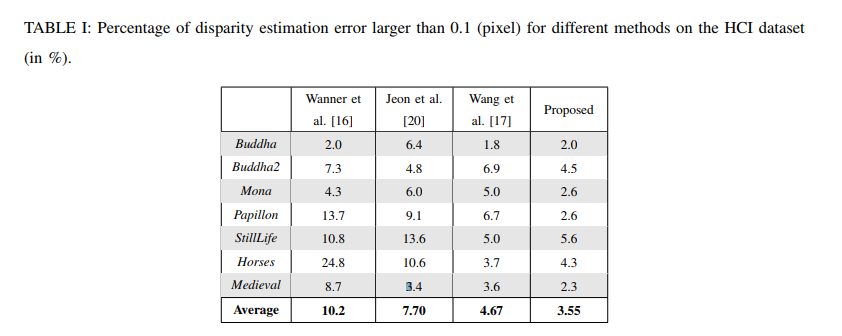 TABLE I: Percentage of disparity estimation error larger than 0.1 (pixel) for different methods on the HCI dataset
(in %).
Wanner et al. [16] Jeon et al. [20] Wang et al. [17] Proposed
Buddha 2.0 6.4 1.8 2.0
Buddha2 7.3 4.8 6.9 4.5
Mona 4.3 6.0 5.0 2.6
Papillon 13.7 9.1 6.7 2.6
StillLife 10.8 13.6 5.0 5.6
Horses 24.8 10.6 3.7 4.3
Medieval 8.7 3.4 3.6 2.3
Average 10.2 7.70 4.67 3.55